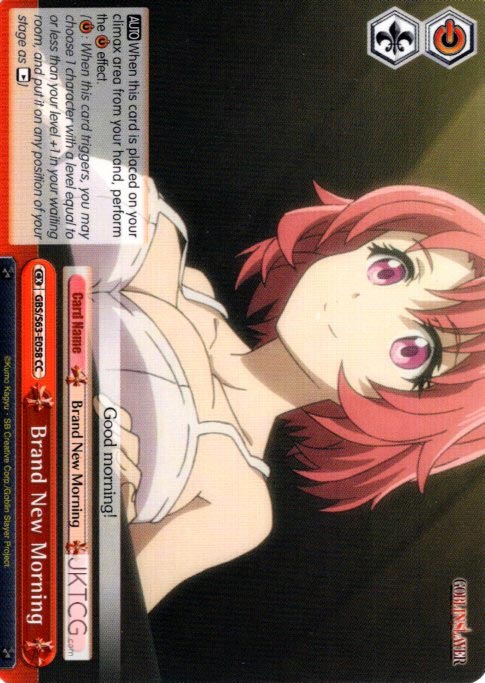 [AUTO] When this card is placed on your
climax area from your hand, perform
the effect.
( : When this card triggers, you may
choose 1 character with a level equal to
or less than your level +1 in your waiting
room, and put it on any position of your
stage as )
Good morning!
Card Name
Brand New Morning
JKTCG.com
CX
GBS/S63-E058 CC
Brand New Morning
©Kumo Kagyu・SB Creative Corp./Goblin Slayer Project.
GOBLIN SLAYER